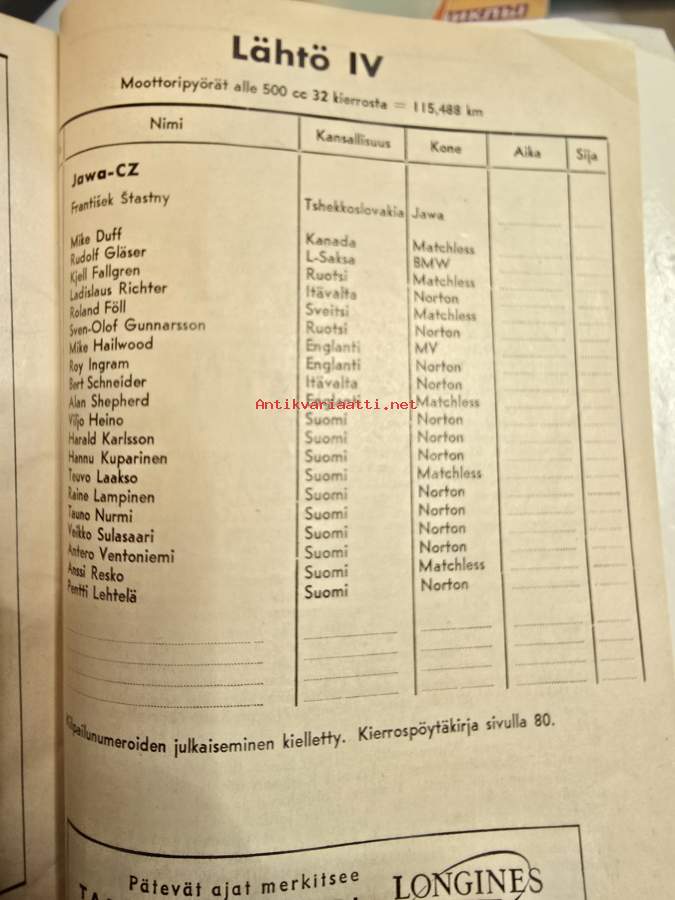 ИКЛЫ
Lähtö IV
Moottoripyörät alle 500 cc 32 kierrosta = 115,488 km
Nimi Kansallisuus Kone Aika Sija
Jawa-CZ
František Štastny Tshekkoslovakia Jawa
Mike Duff Kanada Matchless
Rudolf Gläser L-Saksa BMW
Kjell Fallgren Ruotsi Matchless
Ladislaus Richter Itävalta Norton
Roland Föll Sveitsi Matchless
Sven-Olof Gunnarsson Ruotsi Norton
Mike Hailwood Englanti MV
Roy Ingram Englanti Norton
Bert Schneider Itävalta Norton
Alan Shepherd Englanti Matchless
Antikvariaatti.net
Viljo Heino Suomi Norton
Harald Karlsson Suomi Norton
Hannu Kuparinen Suomi Norton
Teuvo Laakso Suomi Matchless
Raine Lampinen Suomi Norton
Tauno Nurmi Suomi Norton
Veikko Sulasaari Suomi Norton
Antero Ventoniemi Suomi Norton
Anssi Resko Suomi Matchless
Pentti Lehtelä Suomi Norton
Kilpailunumeroiden julkaiseminen kielletty. Kierrospöytäkirja sivulla 80.
Pätevät ajat merkitsee
LONGINES